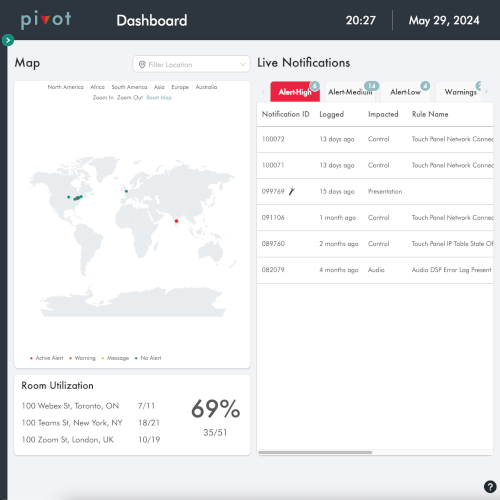 pivot
Dashboard
20:27
May 29, 2024
Map
Filter Location
North America Africa South America Asia Europe Australia
Zoom In Zoom Out Reset Map
Active Alert Warning Message No Alert
Room Utilization
100 Webex St, Toronto, ON 7/11
100 Teams St, New York, NY 18/21
100 Zoom St, London, UK 10/19
69%
35/51
Live Notifications
Alert-High 6 Alert-Medium 14 Alert-Low 4 Warnings
Notification ID Logged Impacted Rule Name
100072 13 days ago Control Touch Panel Network Connec
100071 13 days ago Control Touch Panel Network Connec
099769 15 days ago Presentation
091106 1 month ago Control Touch Panel Network Connec
089760 2 months ago Control Touch Panel IP Table State Of
082079 4 months ago Audio Audio DSP Error Log Present
?